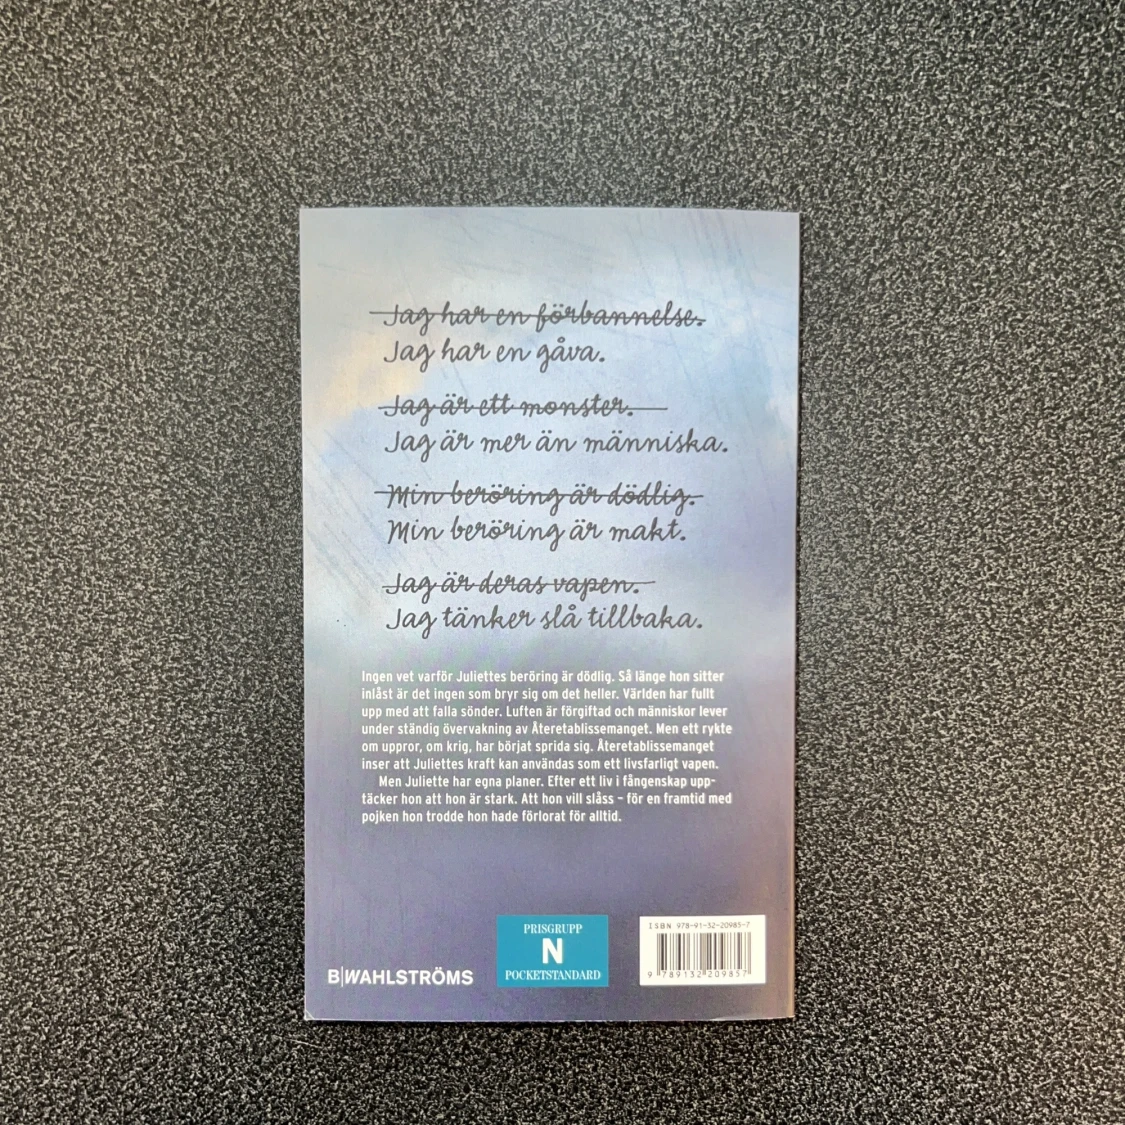 Jag har en förbannelse.
Jag har en gåva.
Jag är ett monster.
Jag är mer än människa.
Min beröring är dödlig.
Min beröring är makt.
Jag är deras vapen.
Jag tänker slå tillbaka.
Ingen vet varför Juliettes beröring är dödlig. Så länge hon sitter
inlåst är det ingen som bryr sig om det heller. Världen har fullt
upp med att falla sönder. Luften är förgiftad och människor lever
under ständig övervakning av Återetablissemanget. Men ett rykte
om uppror, om krig, har börjat sprida sig. Återetablissemanget
inser att Juliettes kraft kan användas som ett livsfarligt vapen.
Men Juliette har egna planer. Efter ett liv i fångenskap upp-
täcker hon att hon är stark. Att hon vill slåss – för en framtid med
pojken hon trodde hon hade förlorat för alltid.
B|WAHLSTRÖMS
PRISGRUPP
N
POCKETSTANDARD
ISBN 978-91-32-20985-7
9 789132 209857